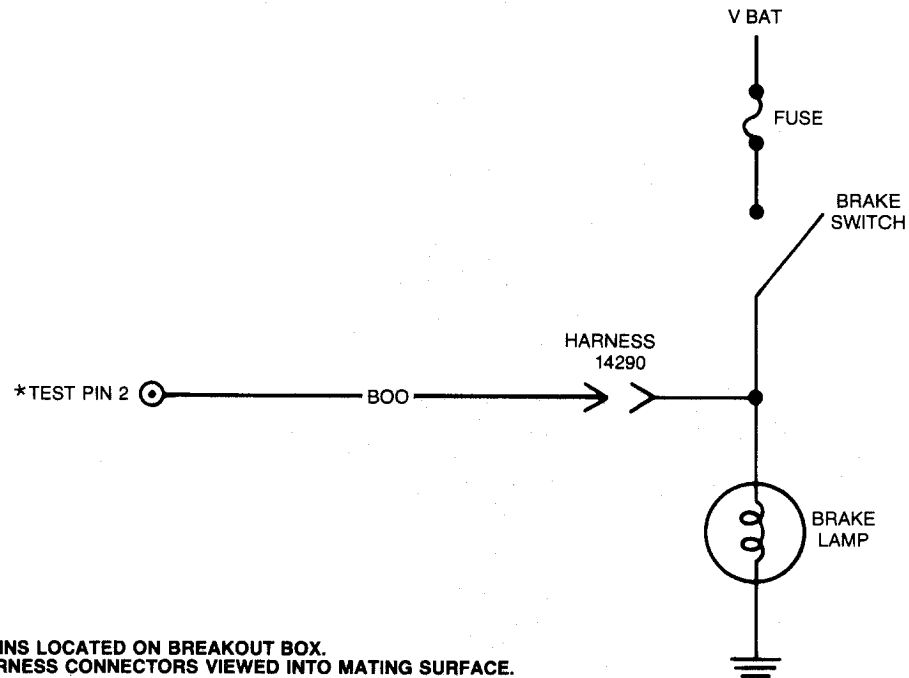 V BAT
FUSE
BRAKE
SWITCH
HARNESS
14290
*TEST PIN 2
BOO
BRAKE
LAMP
INS LOCATED ON BREAKOUT BOX.
RNESS CONNECTORS VIEWED INTO MATING SURFACE.